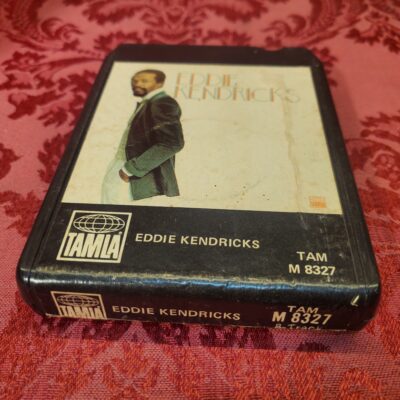 EDDIE
KENDRICKS
TAMLA
EDDIE KENDRICKS
TAM
M 8327
TAMLA
EDDIE KENDRICKS
TAM
M 8327
8-Track